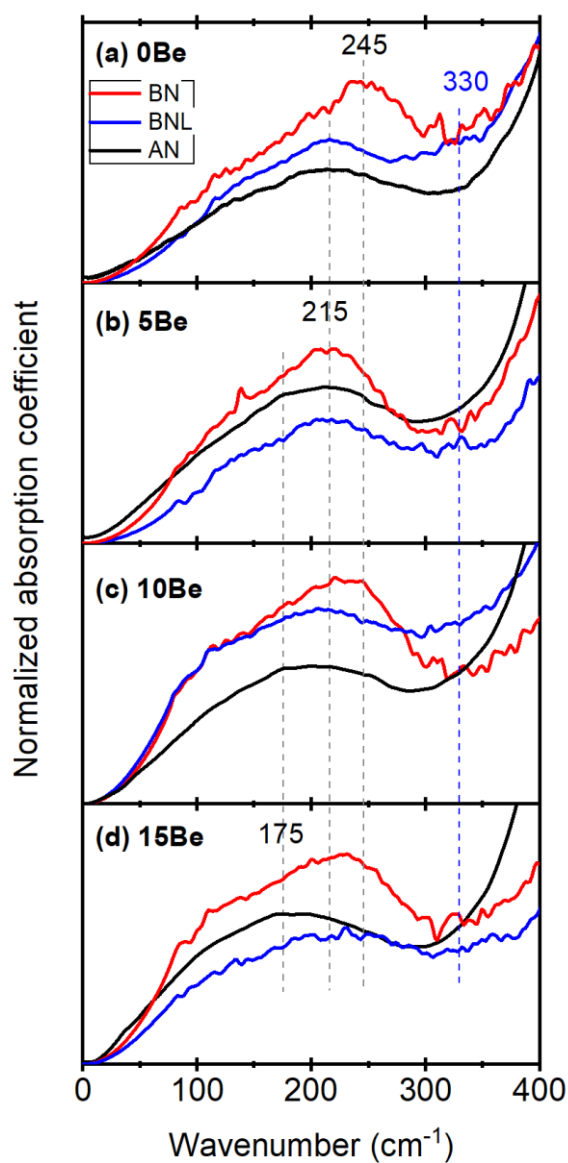 (a) 0Be
245
330
BN
BNL
AN
(b) 5Be
215
(c) 10Be
(d) 15Be
175
Normalized absorption coefficient
0 100 200 300 400
Wavenumber (cm⁻¹)